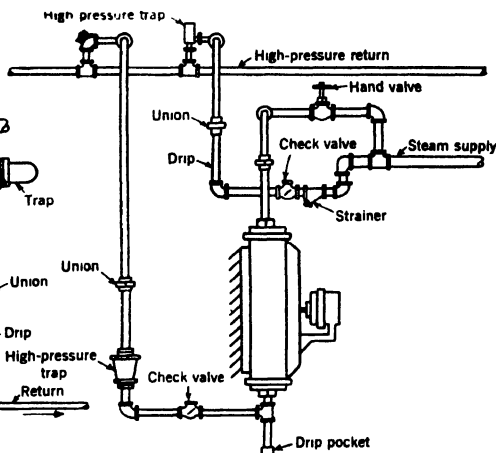 High pressure trap
High-pressure return
Hand valve
Union
Check valve
Steam supply
Drip
Trap
Strainer
Union
Union
Drip
High-pressure
trap
Check valve
Return
Drip pocket